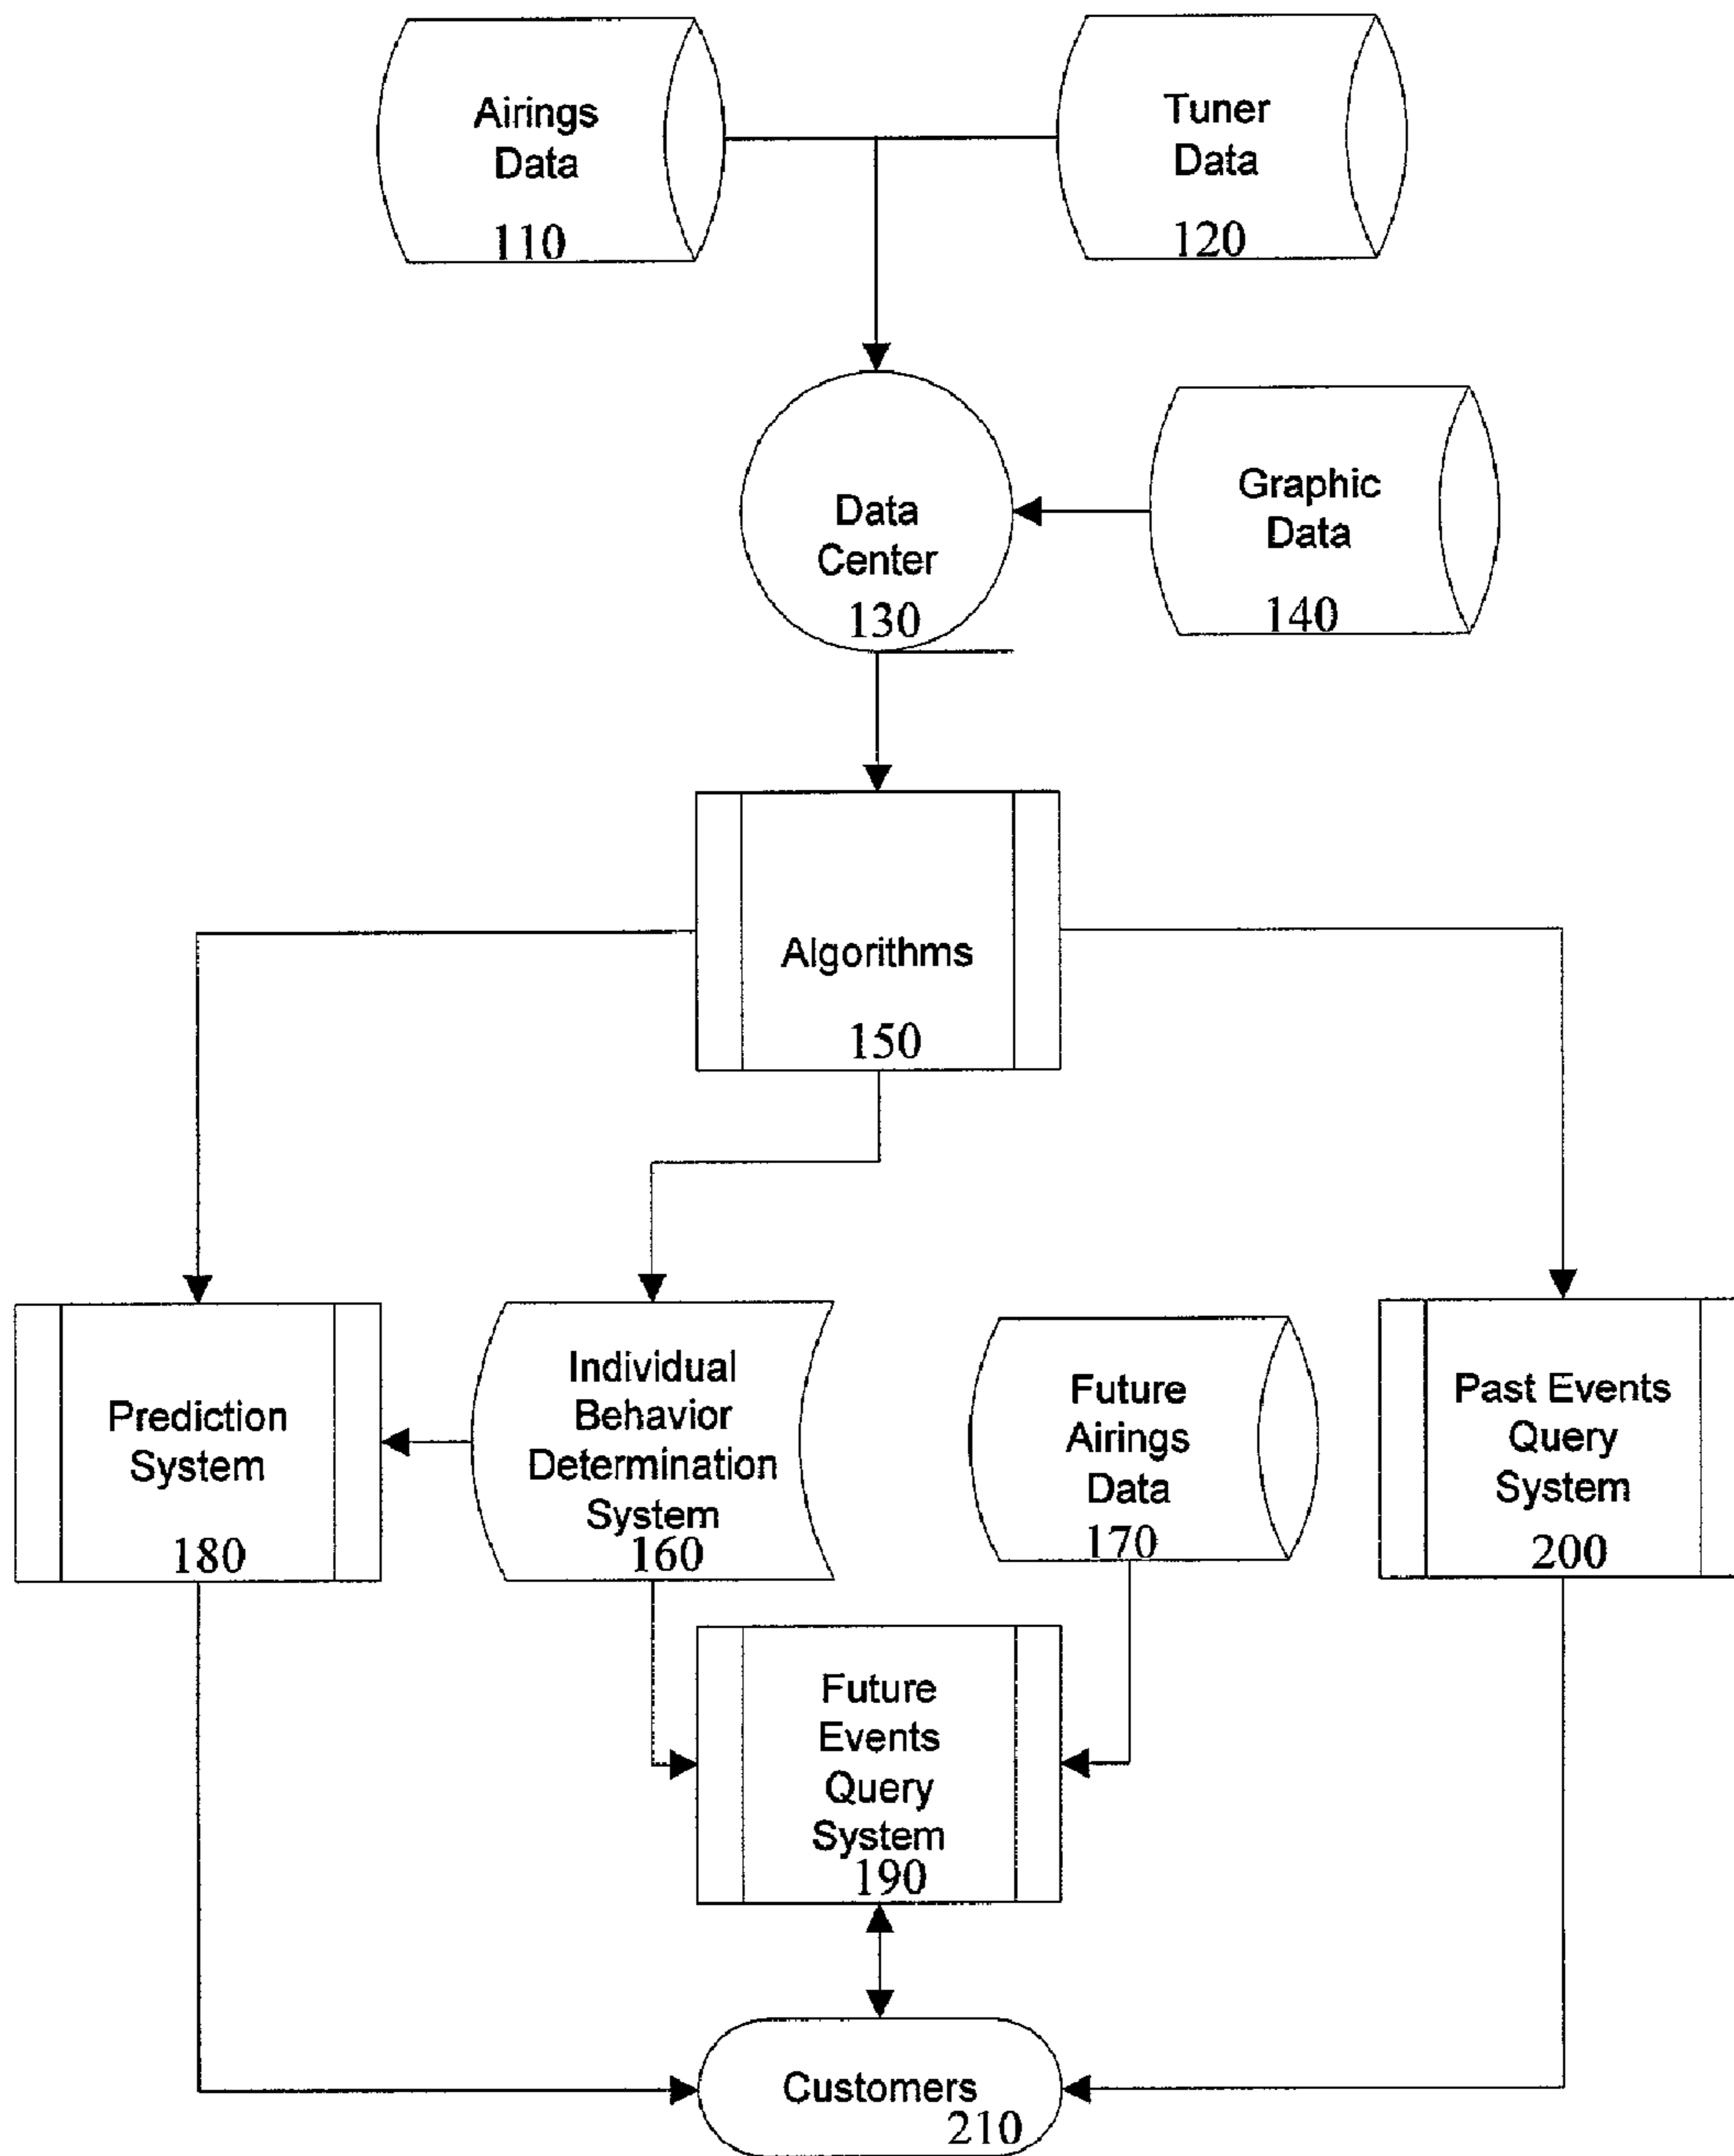 Airings
Data
110
Tuner
Data
120
Data
Center
130
Graphic
Data
140
Algorithms
150
Prediction
System
180
Individual
Behavior
Determination
System
160
Future
Airings
Data
170
Past Events
Query
System
200
Future
Events
Query
System
190
Customers
210